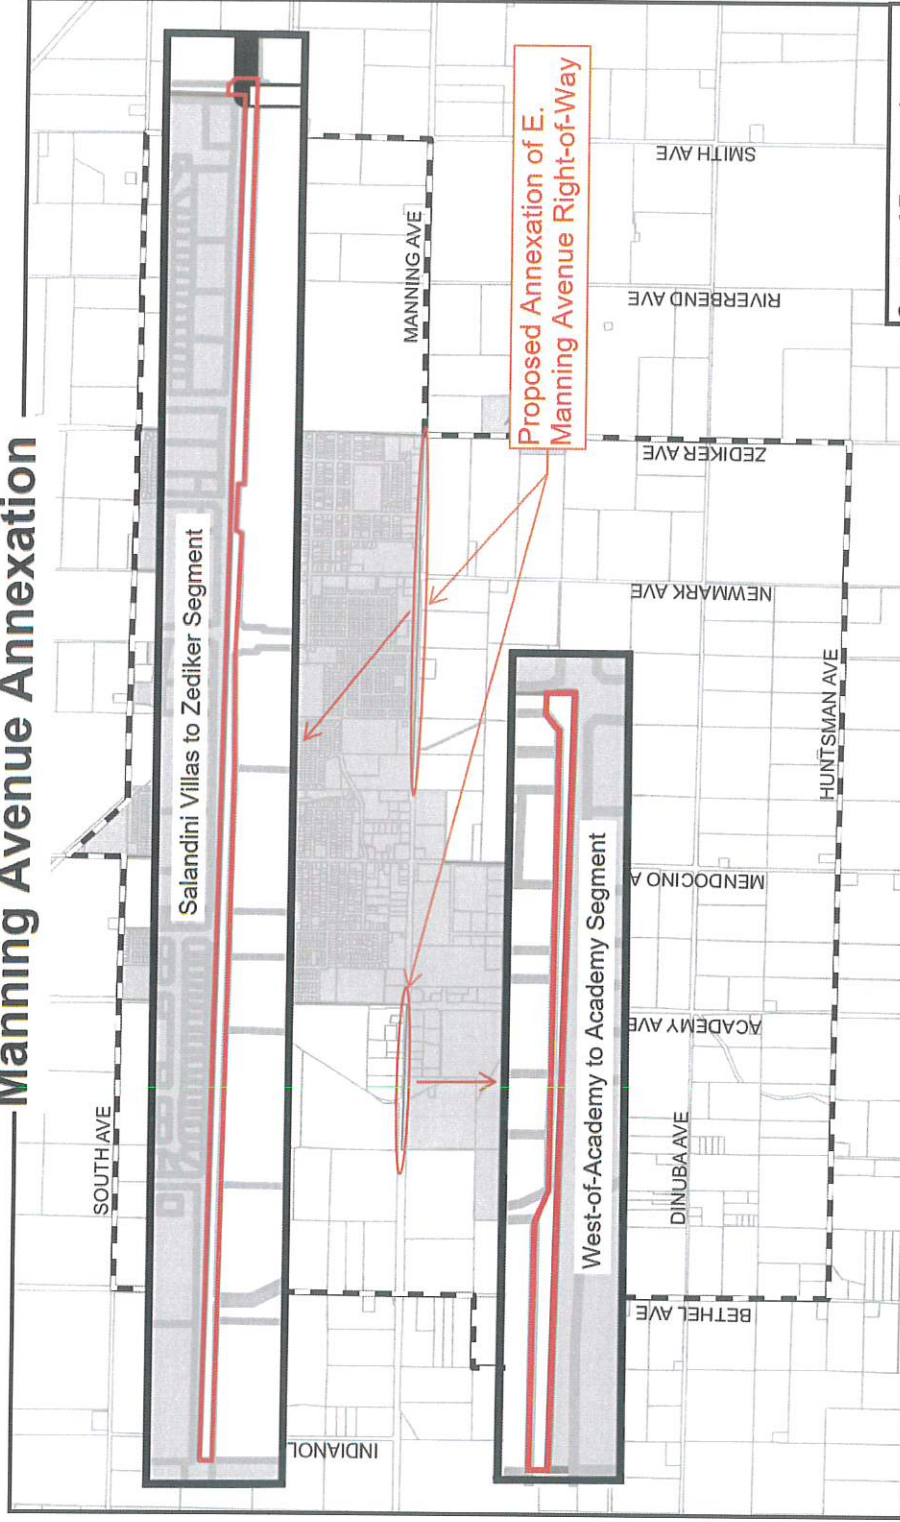 Manning Avenue Annexation
Salandini Villas to Zediker Segment
Proposed Annexation of E.
Manning Avenue Right-of-Way
West-of-Academy to Academy Segment
SOUTH AVE
MANNING AVE
DINUBA AVE
HUNTSMAN AVE
INDIANOL
BETHEL AVE
ACADEMY AVE
MENDOCINO A
NEWMARK AVE
ZEDIKER AVE
RIVERBEND AVE
SMITH AVE